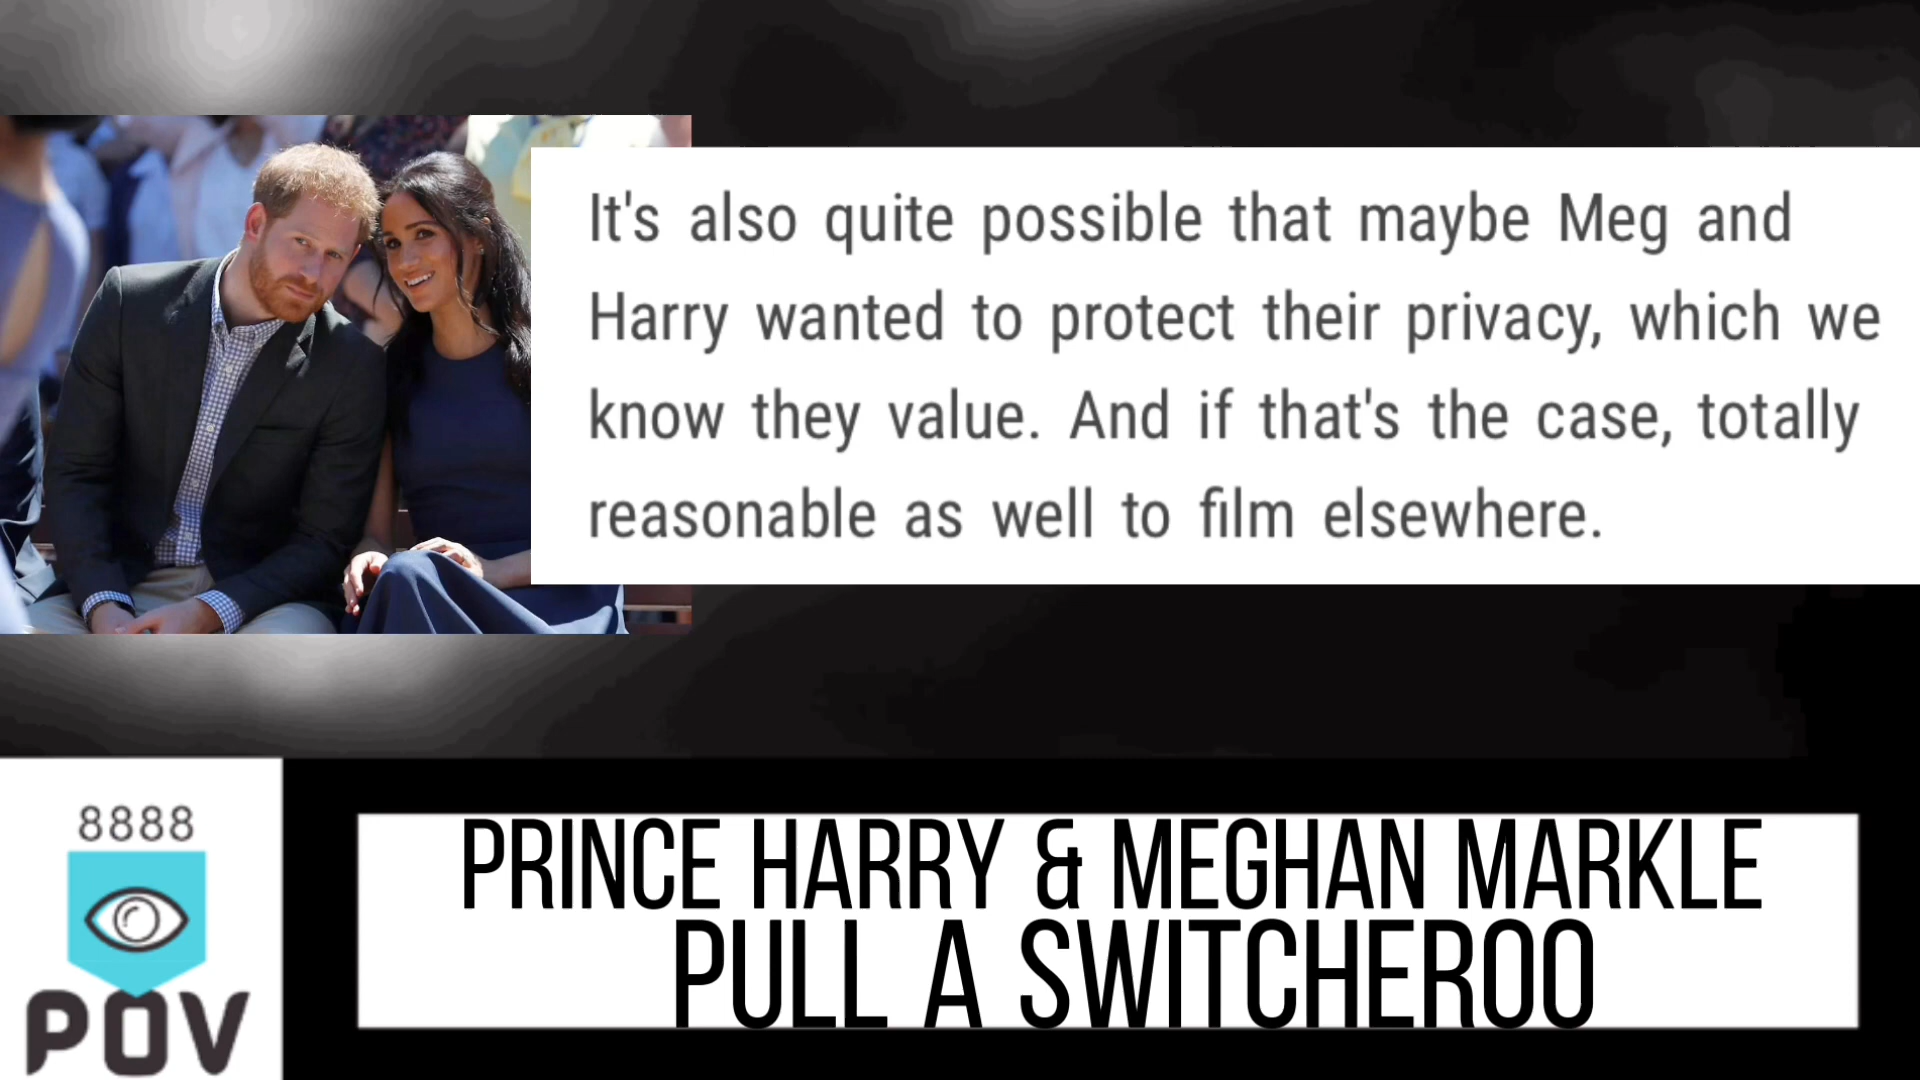 It's also quite possible that maybe Meg and
Harry wanted to protect their privacy, which we
know they value. And if that's the case, totally
reasonable as well to film elsewhere.
8888
POV
PRINCE HARRY & MEGHAN MARKLE
PULL A SWITCHEROO